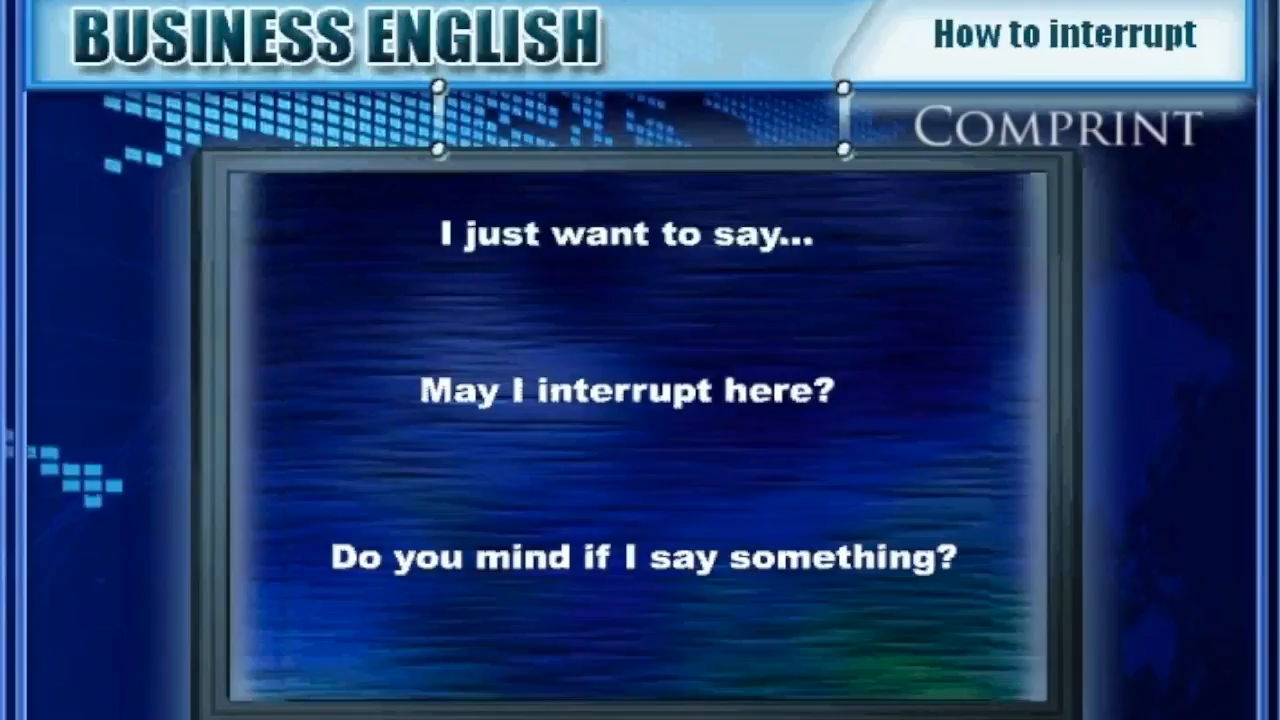 BUSINESS ENGLISH
How to interrupt
COMPRINT
I just want to say...
May I interrupt here?
Do you mind if I say something?